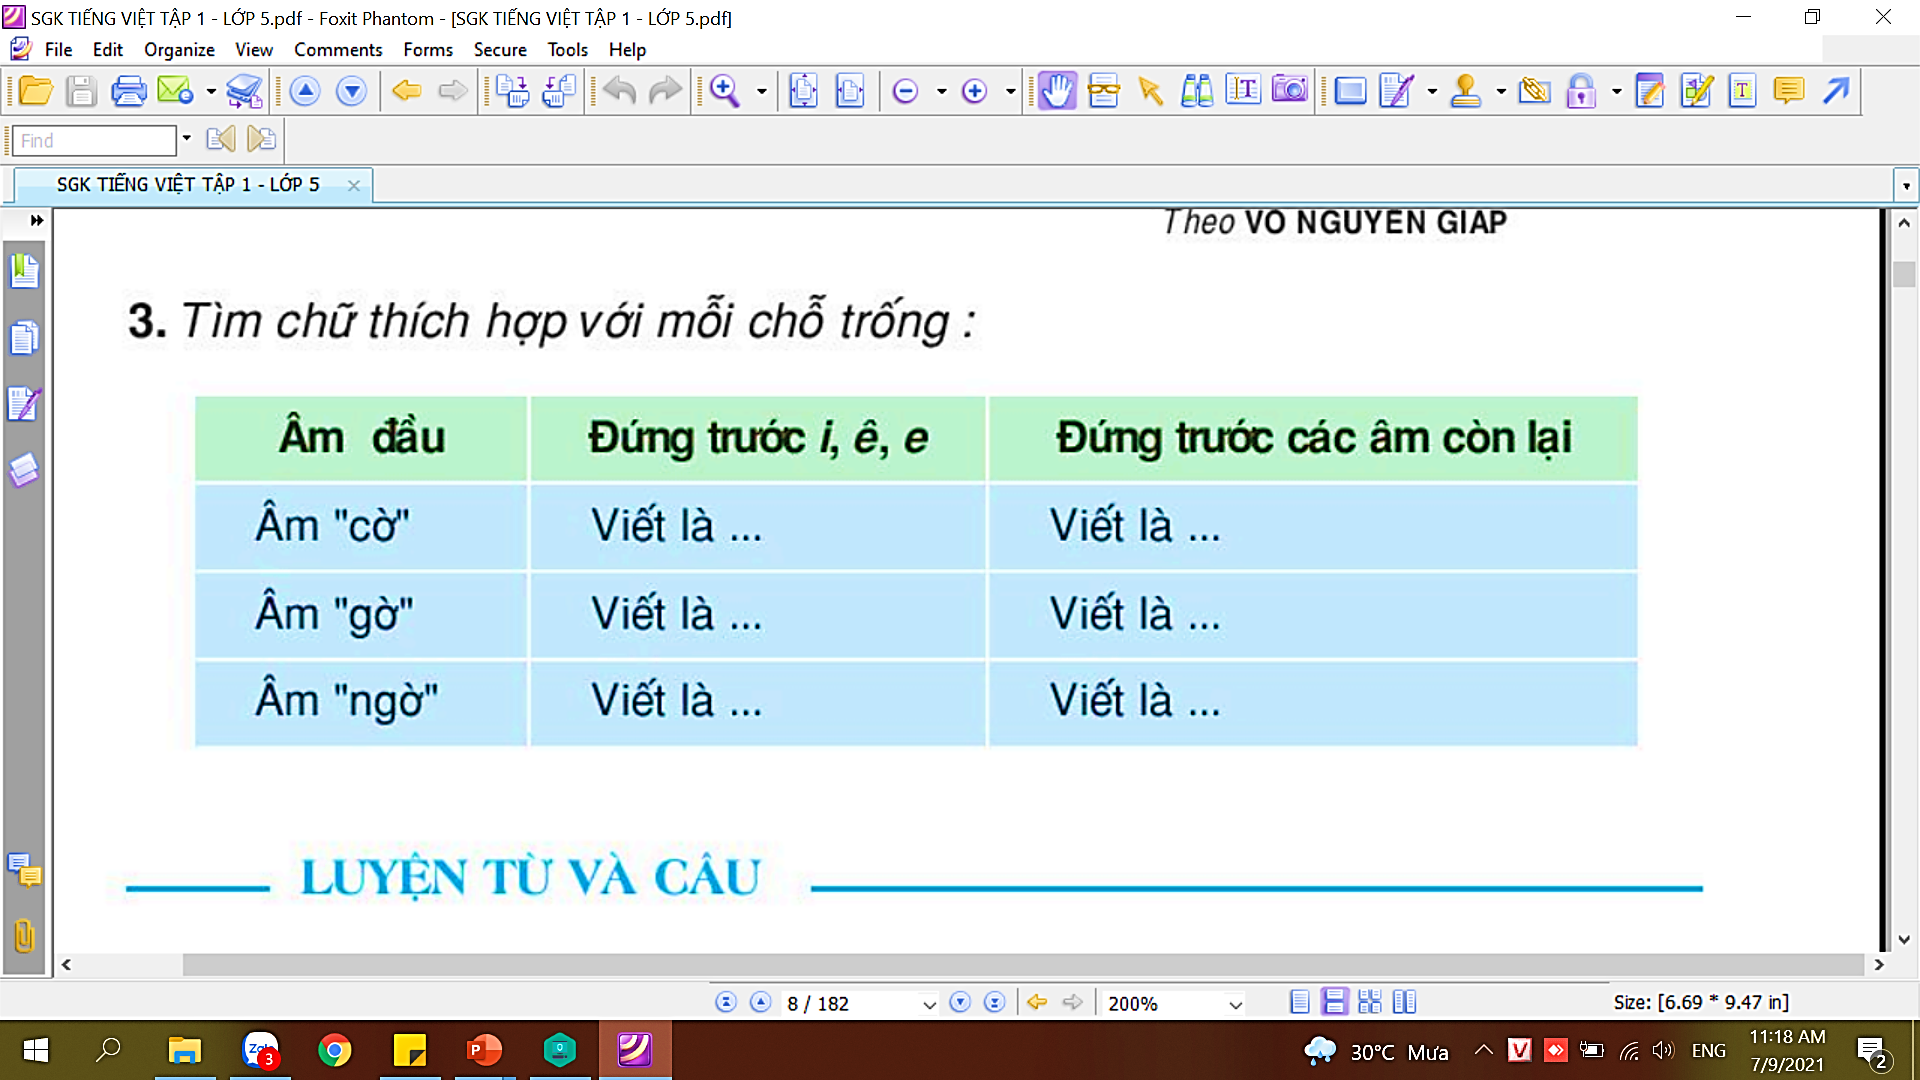 SGK TIẾNG VIỆT TẬP 1 - LỚP 5.pdf - Foxit Phantom - [SGK TIẾNG VIỆT TẬP 1 - LỚP 5.pdf]
File Edit Organize View Comments Forms Secure Tools Help
Find
SGK TIẾNG VIỆT TẬP 1 - LỚP 5
Theo VÕ NGUYÊN GIÁP
3. Tìm chữ thích hợp với mỗi chỗ trống :
Âm đầu Đứng trước i, ê, e Đứng trước các âm còn lại
Âm "cờ" Viết là ... Viết là ...
Âm "gờ" Viết là ... Viết là ...
Âm "ngờ" Viết là ... Viết là ...
LUYỆN TỪ VÀ CÂU
8 / 182 200% Size: [6.69 * 9.47 in]
Zalo 3 P 30°C Mưa V ENG 11:18 AM
7/9/2021 2